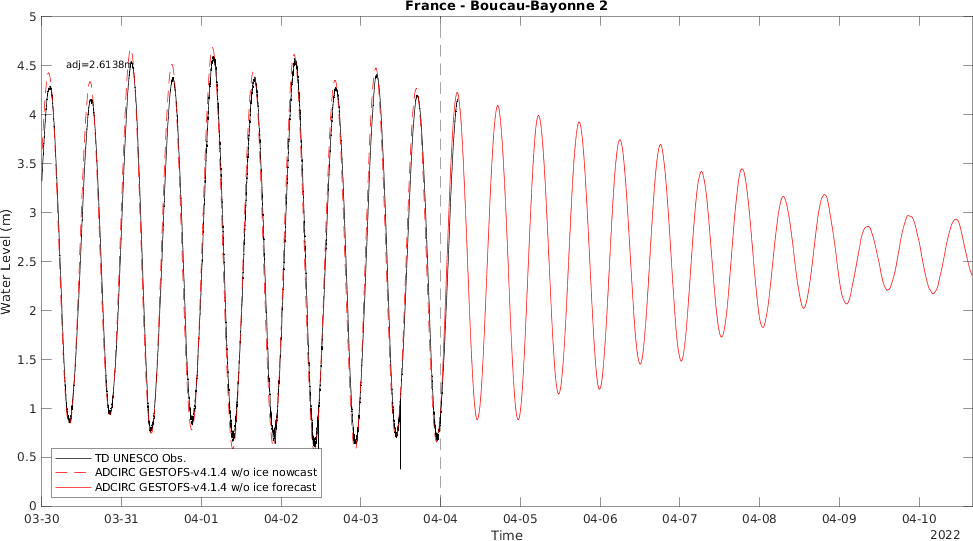 France - Boucau-Bayonne 2
5
4.5
4
3.5
3
2.5
2
1.5
1
0.5
0
Water Level (m)
adj=2.6138m
TD UNESCO Obs.
ADCIRC GESTOFS-v4.1.4 w/o ice nowcast
ADCIRC GESTOFS-v4.1.4 w/o ice forecast
03-30 03-31 04-01 04-02 04-03 04-04 04-05 04-06 04-07 04-08 04-09 04-10
Time
2022